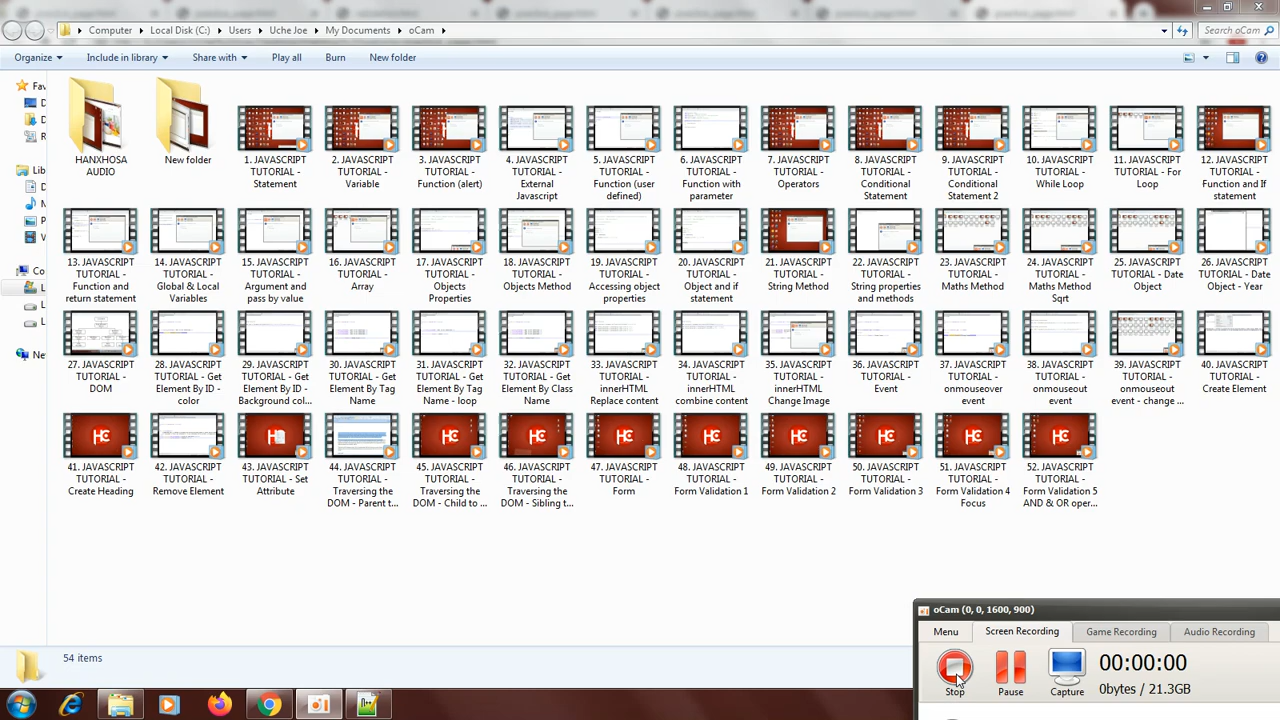 Computer ▸ Local Disk (C:) ▸ Users ▸ Uche Joe ▸ My Documents ▸ oCam ▸
Search oCam
Organize
Include in library
Share with
Play all
Burn
New folder
HANXHOSA AUDIO
New folder
1. JAVASCRIPT TUTORIAL - Statement
2. JAVASCRIPT TUTORIAL - Variable
3. JAVASCRIPT TUTORIAL - Function (alert)
4. JAVASCRIPT TUTORIAL - External Javascript
5. JAVASCRIPT TUTORIAL - Function (user defined)
6. JAVASCRIPT TUTORIAL - Function with parameter
7. JAVASCRIPT TUTORIAL - Operators
8. JAVASCRIPT TUTORIAL - Conditional Statement
9. JAVASCRIPT TUTORIAL - Conditional Statement 2
10. JAVASCRIPT TUTORIAL - While Loop
11. JAVASCRIPT TUTORIAL - For Loop
12. JAVASCRIPT TUTORIAL - Function and If statement
13. JAVASCRIPT TUTORIAL - Function and return statement
14. JAVASCRIPT TUTORIAL - Global & Local Variables
15. JAVASCRIPT TUTORIAL - Argument and pass by value
16. JAVASCRIPT TUTORIAL - Array
17. JAVASCRIPT TUTORIAL - Objects Properties
18. JAVASCRIPT TUTORIAL - Objects Method
19. JAVASCRIPT TUTORIAL - Accessing object properties
20. JAVASCRIPT TUTORIAL - Object and if statement
21. JAVASCRIPT TUTORIAL - String Method
22. JAVASCRIPT TUTORIAL - String properties and methods
23. JAVASCRIPT TUTORIAL - Maths Method
24. JAVASCRIPT TUTORIAL - Maths Method Sqrt
25. JAVASCRIPT TUTORIAL - Date Object
26. JAVASCRIPT TUTORIAL - Date Object - Year
27. JAVASCRIPT TUTORIAL - DOM
28. JAVASCRIPT TUTORIAL - Get Element By ID - color
29. JAVASCRIPT TUTORIAL - Get Element By ID - Background col...
30. JAVASCRIPT TUTORIAL - Get Element By Tag Name
31. JAVASCRIPT TUTORIAL - Get Element By Tag Name - loop
32. JAVASCRIPT TUTORIAL - Get Element By Class Name
33. JAVASCRIPT TUTORIAL - innerHTML Replace content
34. JAVASCRIPT TUTORIAL - innerHTML combine content
35. JAVASCRIPT TUTORIAL - innerHTML Change Image
36. JAVASCRIPT TUTORIAL - Event
37. JAVASCRIPT TUTORIAL - onmouseover event
38. JAVASCRIPT TUTORIAL - onmouseout event
39. JAVASCRIPT TUTORIAL - onmouseout event - change ...
40. JAVASCRIPT TUTORIAL - Create Element
41. JAVASCRIPT TUTORIAL - Create Heading
42. JAVASCRIPT TUTORIAL - Remove Element
43. JAVASCRIPT TUTORIAL - Set Attribute
44. JAVASCRIPT TUTORIAL - Traversing the DOM - Parent t...
45. JAVASCRIPT TUTORIAL - Traversing the DOM - Child to ...
46. JAVASCRIPT TUTORIAL - Traversing the DOM - Sibling t...
47. JAVASCRIPT TUTORIAL - Form
48. JAVASCRIPT TUTORIAL - Form Validation 1
49. JAVASCRIPT TUTORIAL - Form Validation 2
50. JAVASCRIPT TUTORIAL - Form Validation 3
51. JAVASCRIPT TUTORIAL - Form Validation 4 Focus
52. JAVASCRIPT TUTORIAL - Form Validation 5 AND & OR oper...
54 items
oCam (0, 0, 1600, 900)
Menu
Screen Recording
Game Recording
Audio Recording
00:00:00
0bytes / 21.3GB
Stop
Pause
Capture